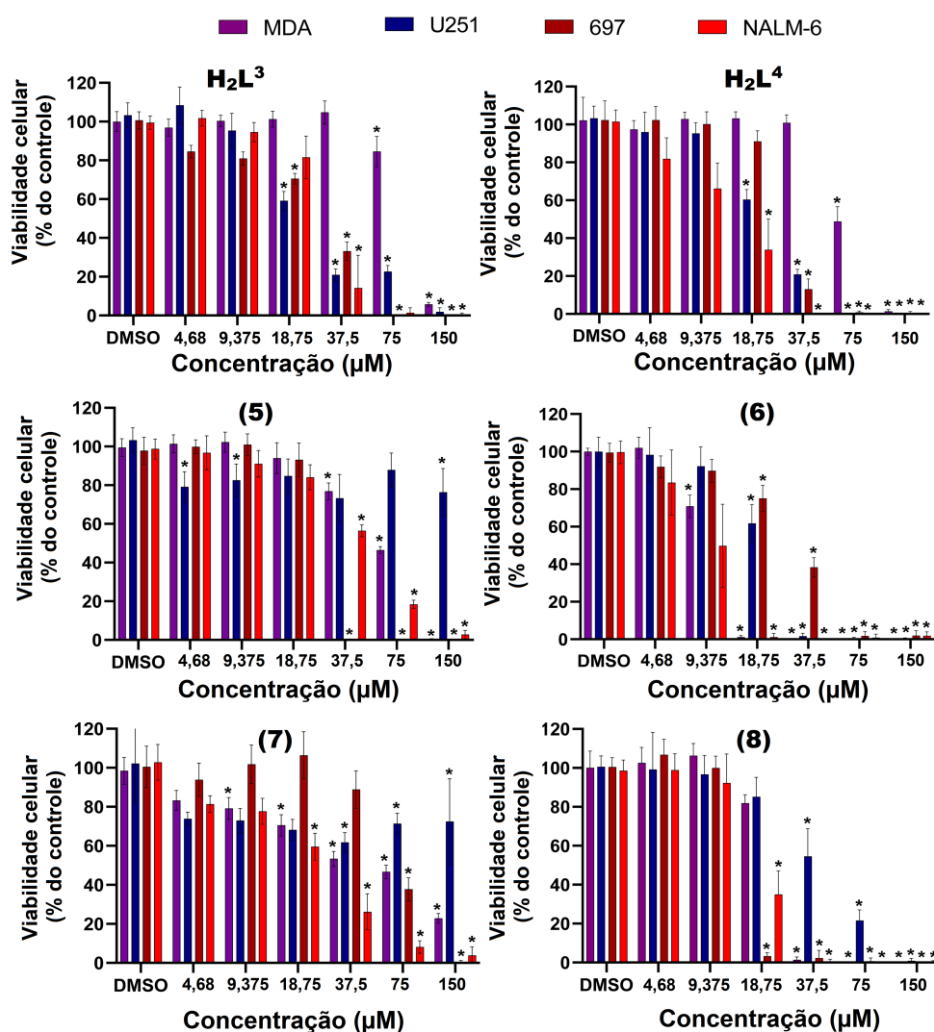 MDA U251 697 NALM-6
H₂L³
Viabilidade celular
(% do controle)
120
100
80
60
40
20
0
* * * * * * * * * * * * * *
DMSO 4,68 9,375 18,75 37,5 75 150
Concentração (µM)
H₂L⁴
Viabilidade celular
(% do controle)
120
100
80
60
40
20
0
* * * * * * * * * * * * *
DMSO 4,68 9,375 18,75 37,5 75 150
Concentração (µM)
(5)
Viabilidade celular
(% do controle)
120
100
80
60
40
20
0
* * * * * * * * * * * *
DMSO 4,68 9,375 18,75 37,5 75 150
Concentração (µM)
(6)
Viabilidade celular
(% do controle)
120
100
80
60
40
20
0
* * * * * * * * * * * * * * * * *
DMSO 4,68 9,375 18,75 37,5 75 150
Concentração (µM)
(7)
Viabilidade celular
(% do controle)
120
100
80
60
40
20
0
* * * * * * * * * * * * * *
DMSO 4,68 9,375 18,75 37,5 75 150
Concentração (µM)
(8)
Viabilidade celular
(% do controle)
120
100
80
60
40
20
0
* * * * * * * * * * * * *
DMSO 4,68 9,375 18,75 37,5 75 150
Concentração (µM)